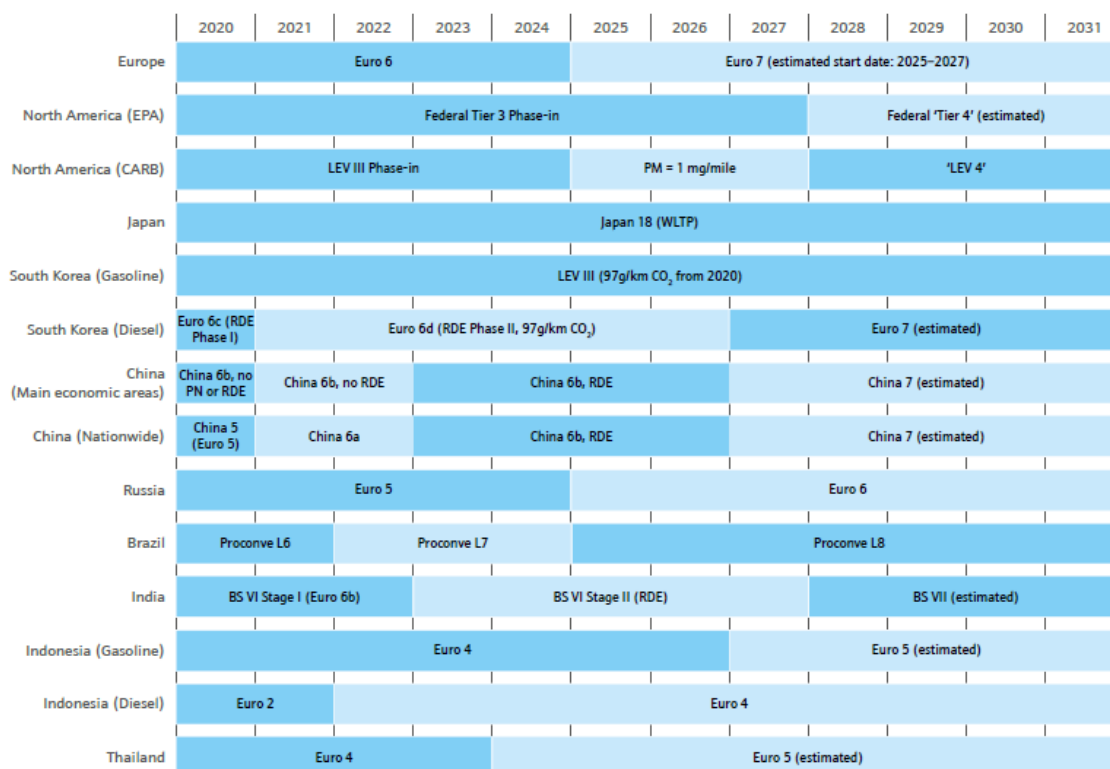 2020 2021 2022 2023 2024 2025 2026 2027 2028 2029 2030 2031
Europe Euro 6 Euro 7 (estimated start date: 2025–2027)
North America (EPA) Federal Tier 3 Phase-in Federal ‘Tier 4’ (estimated)
North America (CARB) LEV III Phase-in PM = 1 mg/mile ‘LEV 4’
Japan Japan 18 (WLTP)
South Korea (Gasoline) LEV III (97g/km CO₂ from 2020)
South Korea (Diesel) Euro 6c (RDE Phase I) Euro 6d (RDE Phase II, 97g/km CO₂) Euro 7 (estimated)
China (Main economic areas) China 6b, no PN or RDE China 6b, no RDE China 6b, RDE China 7 (estimated)
China (Nationwide) China 5 (Euro 5) China 6a China 6b, RDE China 7 (estimated)
Russia Euro 5 Euro 6
Brazil Proconve L6 Proconve L7 Proconve L8
India BS VI Stage I (Euro 6b) BS VI Stage II (RDE) BS VII (estimated)
Indonesia (Gasoline) Euro 4 Euro 5 (estimated)
Indonesia (Diesel) Euro 2 Euro 4
Thailand Euro 4 Euro 5 (estimated)